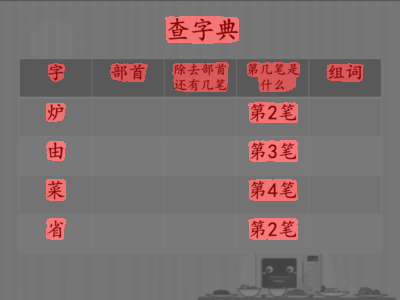 查字典
字 部首 除去部首还有几笔 第几笔是什么 组词
炉 第2笔
由 第3笔
菜 第4笔
省 第2笔